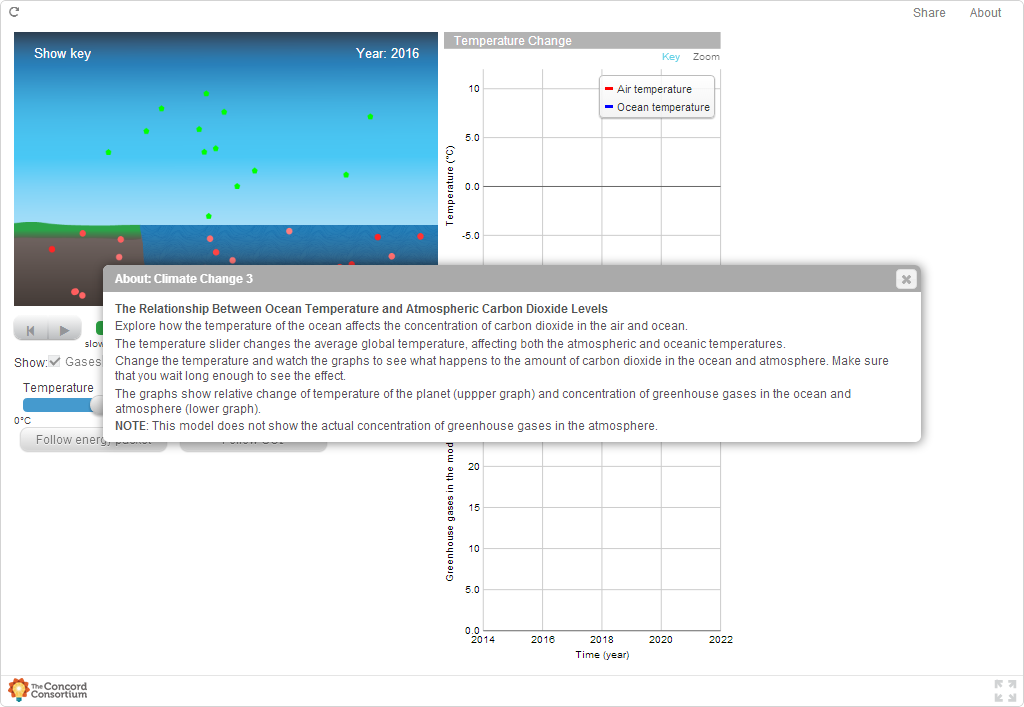 Share About
Show key Year: 2016
Temperature Change
Key Zoom
Air temperature
Ocean temperature
10
5.0
0.0
-5.0
Temperature (°C)
About: Climate Change 3
The Relationship Between Ocean Temperature and Atmospheric Carbon Dioxide Levels
Explore how the temperature of the ocean affects the concentration of carbon dioxide in the air and ocean.
The temperature slider changes the average global temperature, affecting both the atmospheric and oceanic temperatures.
Change the temperature and watch the graphs to see what happens to the amount of carbon dioxide in the ocean and atmosphere. Make sure
that you wait long enough to see the effect.
The graphs show relative change of temperature of the planet (uppper graph) and concentration of greenhouse gases in the ocean and
atmosphere (lower graph).
NOTE: This model does not show the actual concentration of greenhouse gases in the atmosphere.
slow
Show: Gases
Temperature
0°C
Follow energy packet
Greenhouse gases in the mod
20
15
10
5.0
0.0
2014 2016 2018 2020 2022
Time (year)
The Concord
Consortium